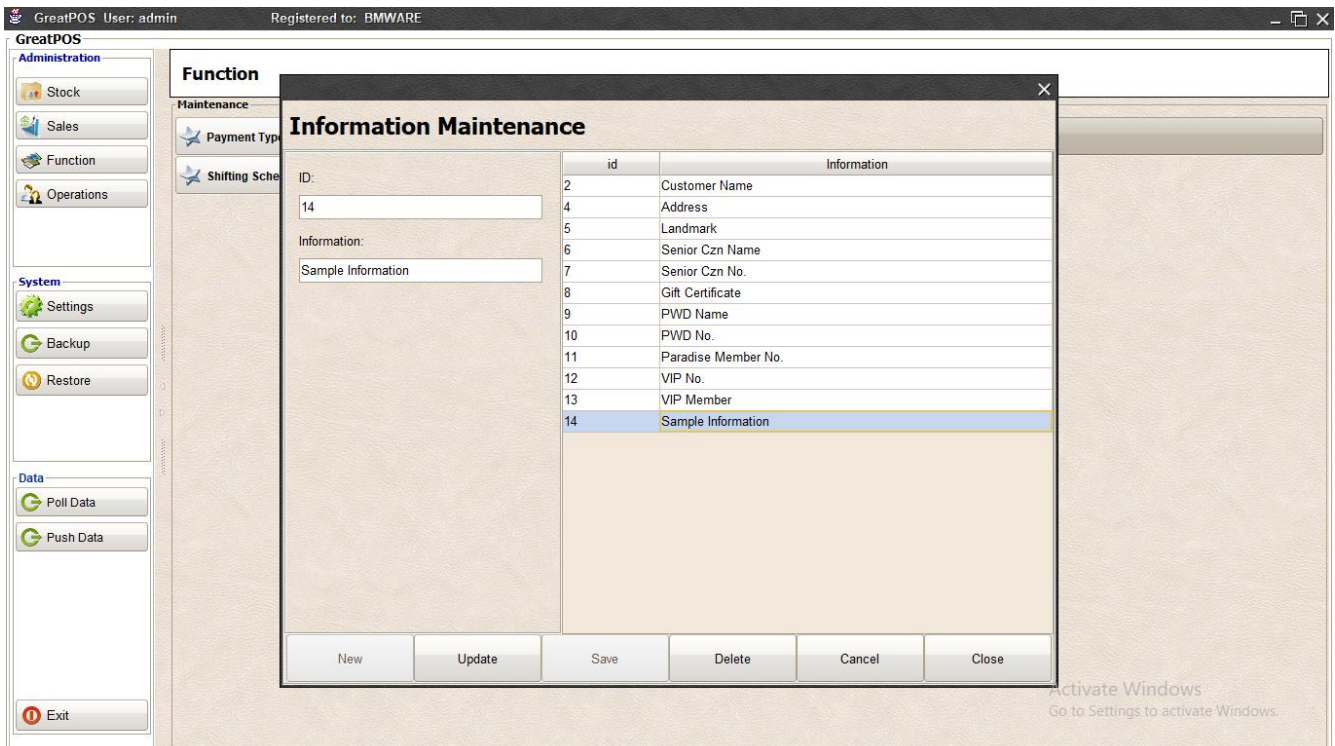 GreatPOS User: admin Registered to: BMWARE
GreatPOS
Administration
Stock
Sales
Function
Operations
System
Settings
Backup
Restore
Data
Poll Data
Push Data
Exit
Function
Maintenance
Payment Typ
Shifting Sche
Information Maintenance
ID:
14
Information:
Sample Information
id Information
2 Customer Name
4 Address
5 Landmark
6 Senior Czn Name
7 Senior Czn No.
8 Gift Certificate
9 PWD Name
10 PWD No.
11 Paradise Member No.
12 VIP No.
13 VIP Member
14 Sample Information
New Update Save Delete Cancel Close
Activate Windows
Go to Settings to activate Windows.